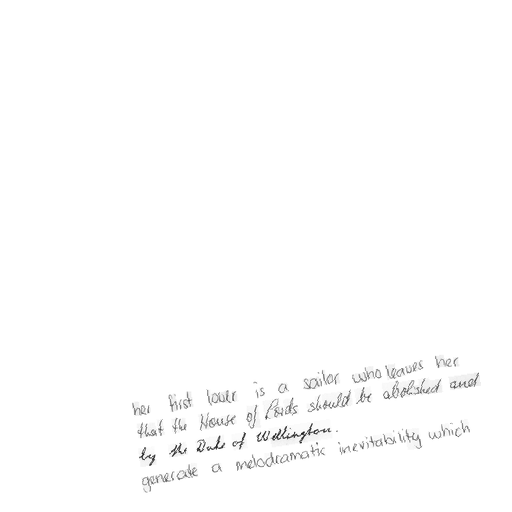 her first lover is a sailor who leaves her
that the House of Lords should be abolished and
by the Duke of Wellington.
generate a melodramatic inevitability which